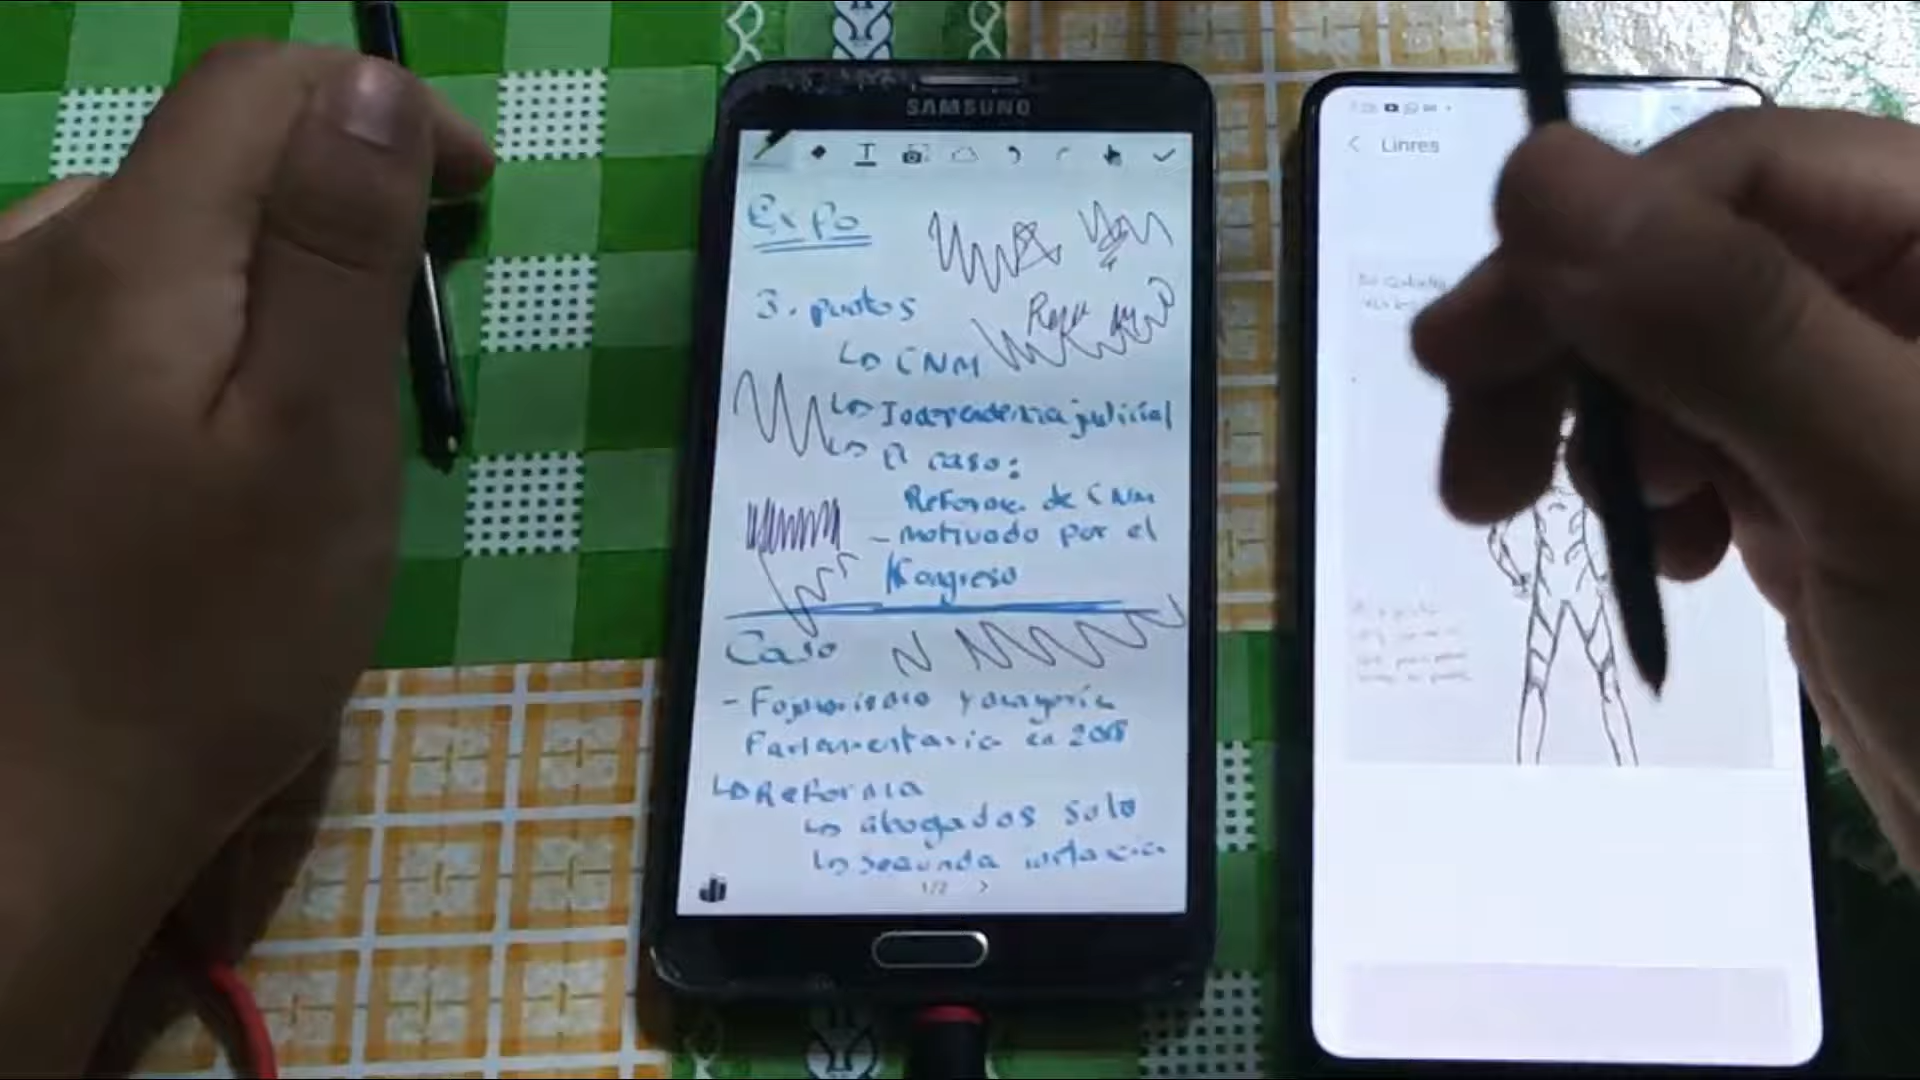 SAMSUNG
T
Expo
3. puntos
CNM
Independencia judicial
El caso:
Reforma de CNM
- motivado por el
Congreso
Caso
- Fujimorismo y mayoría
Parlamentaria en
Reforma
abogados solo
segunda instancia
1/2 >
< Linres